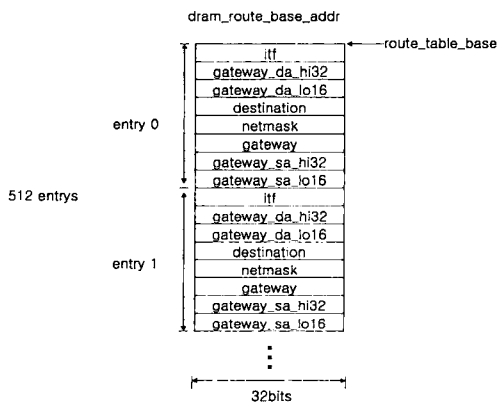 dram_route_base_addr
route_table_base
itf
gateway_da_hi32
gateway_da_lo16
destination
entry 0
netmask
gateway
gateway_sa_hi32
gateway_sa_lo16
512 entrys
itf
gateway_da_hi32
gateway_da_lo16
destination
entry 1
netmask
gateway
gateway_sa_hi32
gateway_sa_lo16
32bits